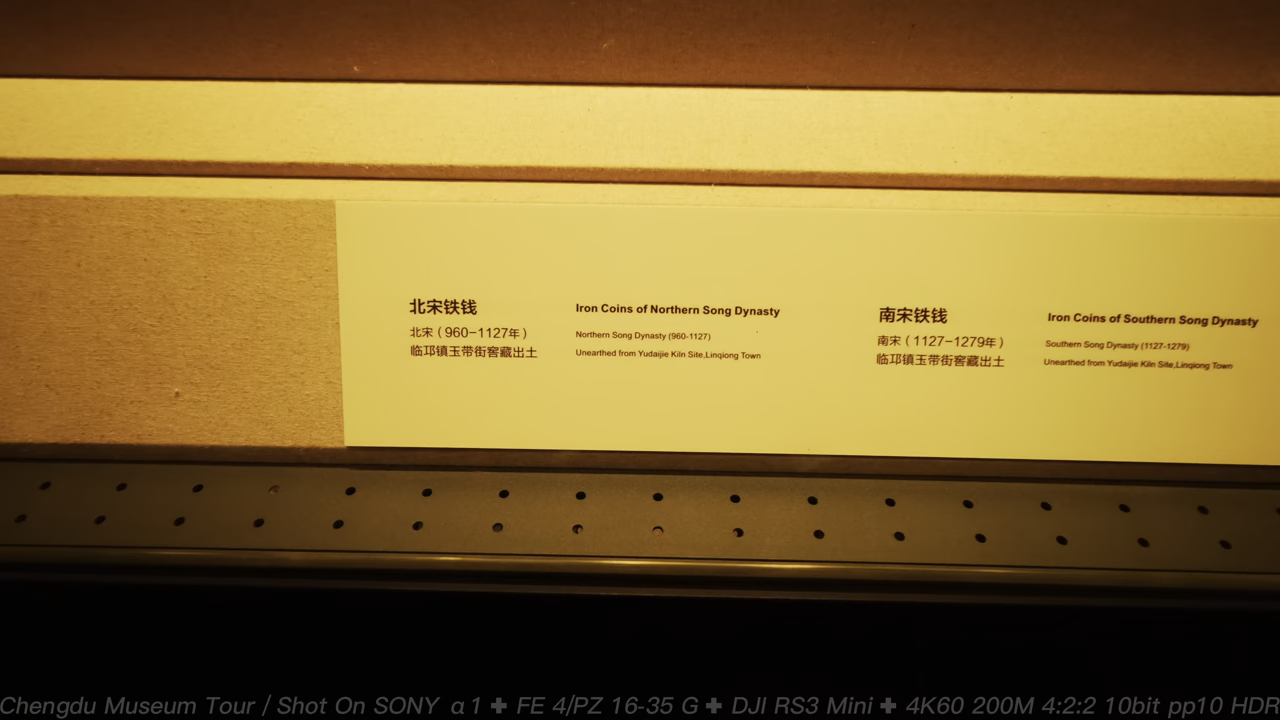 北宋铁钱
北宋（960-1127年）
临邛镇玉带街窖藏出土
Iron Coins of Northern Song Dynasty
Northern Song Dynasty (960-1127)
Unearthed from Yudaijie Kiln Site,Linqiong Town
南宋铁钱
南宋（1127-1279年）
临邛镇玉带街窖藏出土
Iron Coins of Southern Song Dynasty
Southern Song Dynasty (1127-1279)
Unearthed from Yudaijie Kiln Site,Linqiong Town
Chengdu Museum Tour / Shot On SONY α1 ✚ FE 4/PZ 16-35 G ✚ DJI RS3 Mini ✚ 4K60 200M 4:2:2 10bit pp10 HDR